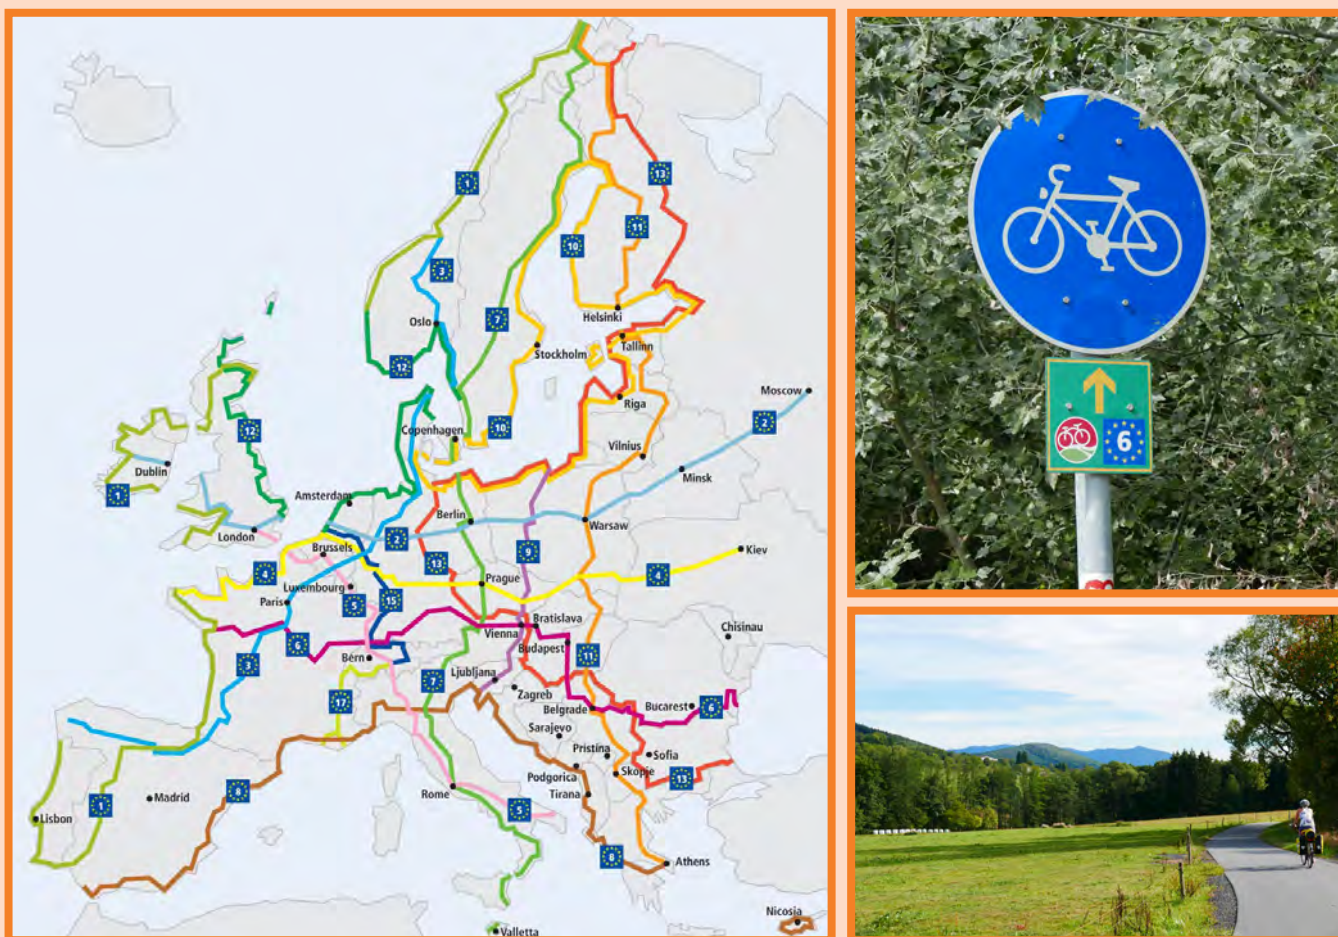 1
13
11
10
3
7
Helsinki
Oslo
Stockholm
Tallinn
12
Moscow
Riga
2
12
Copenhagen
10
Vilnius
Dublin
Minsk
1
Amsterdam
Berlin
Warsaw
London
2
Brussels
9
Kiev
4
13
4
Luxembourg
Prague
Paris
5
15
Bratislava
Chisinau
Vienna
6
Budapest
Bern
3
11
Ljubljana
7
Zagreb
17
Belgrade
Bucarest
6
Sarajevo
Pristina
Sofia
Podgorica
Skopje
13
8
Madrid
1
Rome
Tirana
Lisbon
5
8
Athens
Nicosia
Valletta
6